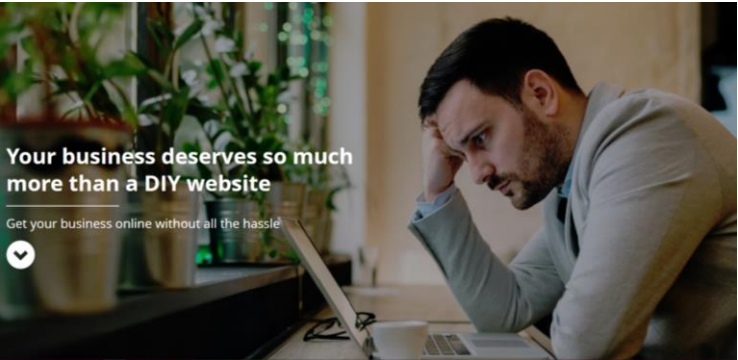 Your business deserves so much
more than a DIY website
Get your business online without all the hassle